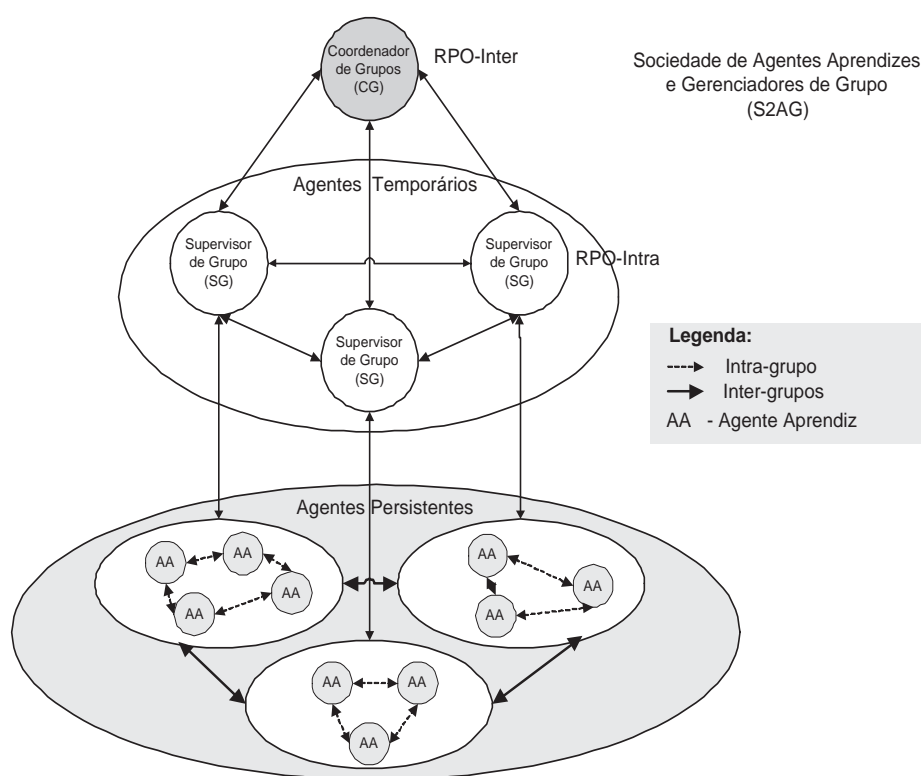 Coordenador
de Grupos
(CG)
RPO-Inter
Sociedade de Agentes Aprendizes
e Gerenciadores de Grupo
(S2AG)
Agentes Temporários
Supervisor
de Grupo
(SG)
Supervisor
de Grupo
(SG)
RPO-Intra
Supervisor
de Grupo
(SG)
Legenda:
Intra-grupo
Inter-grupos
AA - Agente Aprendiz
Agentes Persistentes
AA
AA
AA
AA
AA
AA
AA
AA
AA
AA